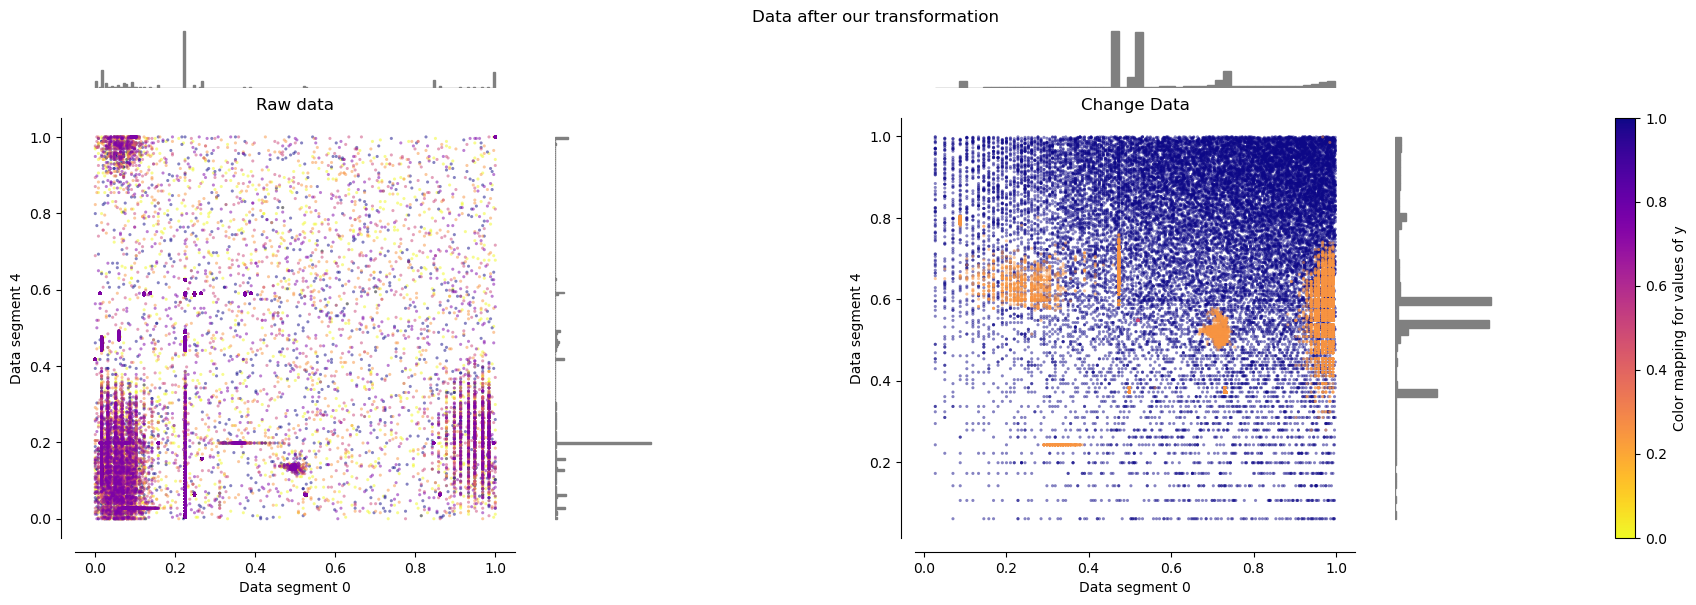 Data after our transformation
Raw data
Change Data
1.0
0.8
0.6
0.4
0.2
0.0
Data segment 4
0.0 0.2 0.4 0.6 0.8 1.0
Data segment 0
1.0
0.8
0.6
0.4
0.2
Data segment 4
0.0 0.2 0.4 0.6 0.8 1.0
Data segment 0
1.0
0.8
0.6
0.4
0.2
0.0
Color mapping for values of y